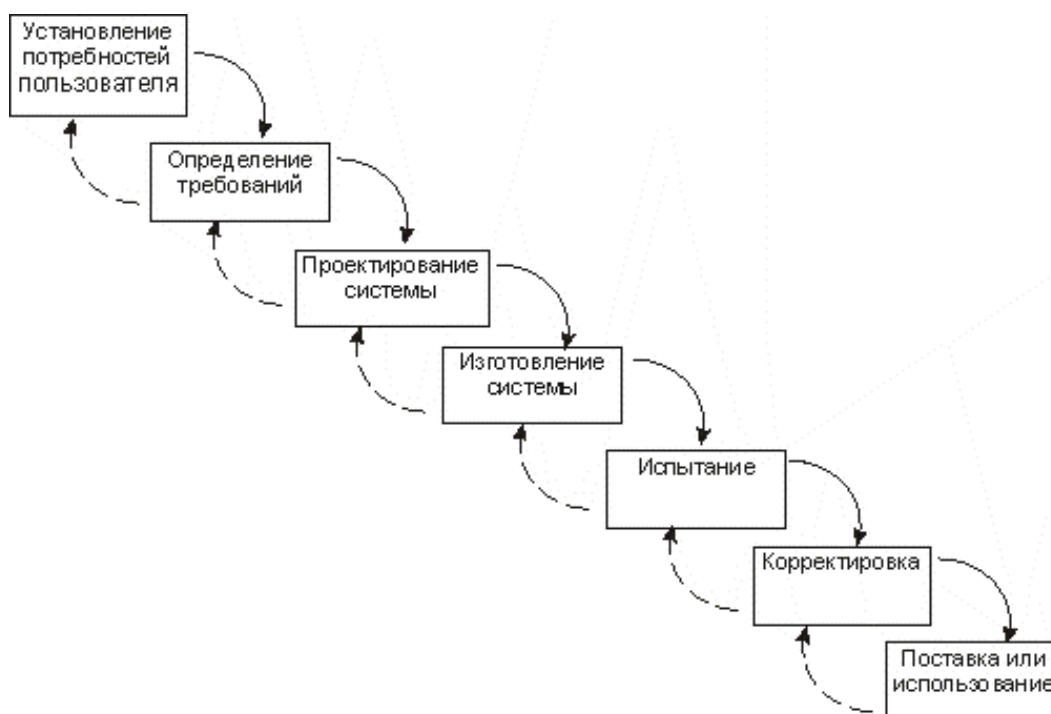 Установление
потребностей
пользователя
Определение
требований
Проектирование
системы
Изготовление
системы
Испытание
Корректировка
Поставка или
использование